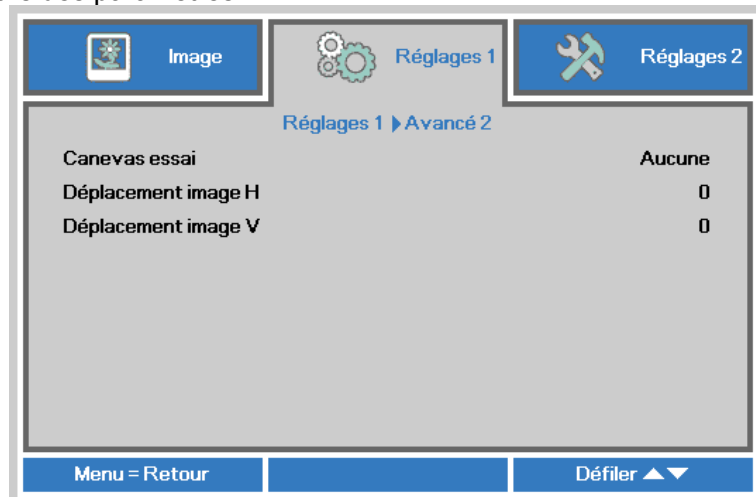 Image Réglages 1 Réglages 2
Réglages 1 Avancé 2
Canevas essai Aucune
Déplacement image H 0
Déplacement image V 0
Menu = Retour Défiler